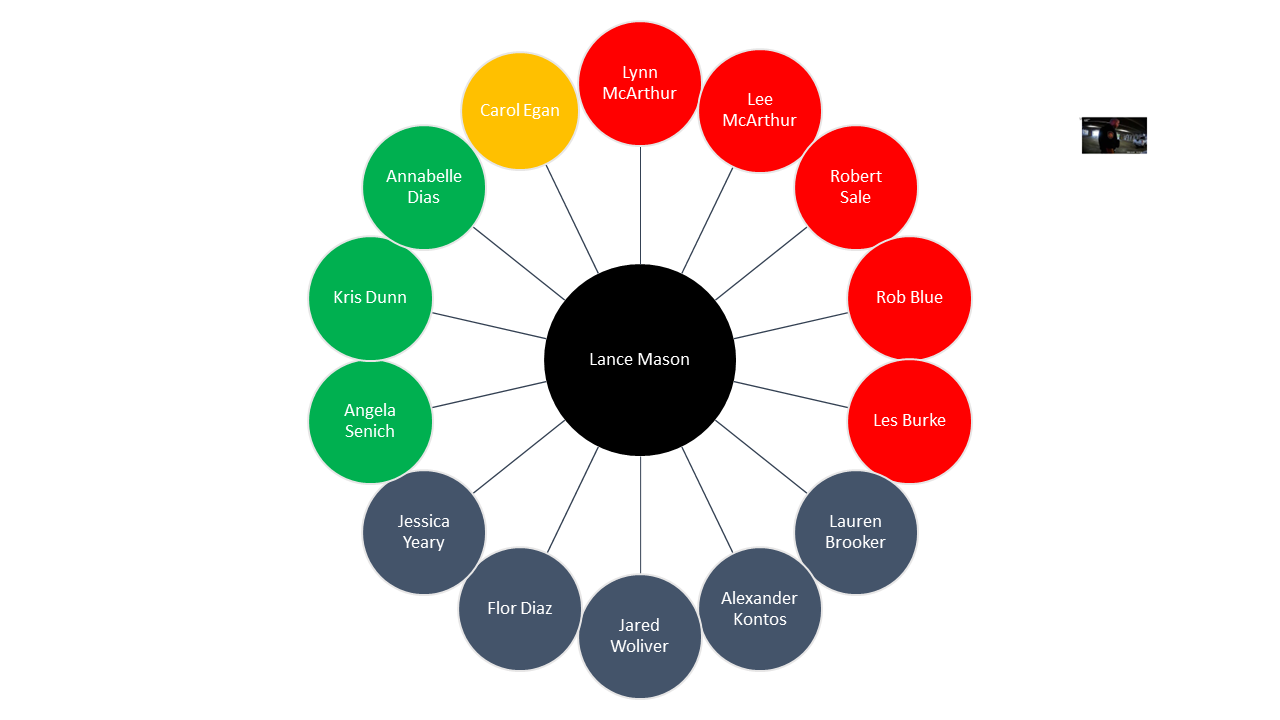 Lynn
McArthur
Lee
McArthur
Robert
Sale
Rob Blue
Les Burke
Lauren
Brooker
Alexander
Kontos
Jared
Woliver
Flor Diaz
Jessica
Yeary
Angela
Senich
Kris Dunn
Annabelle
Dias
Carol Egan
Lance Mason